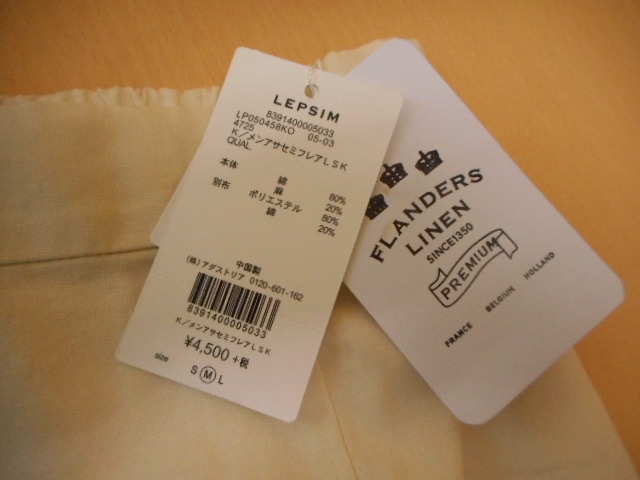 LEPSIM
8391400005033
LP050458KO 05-03
4725
K/メンアサセミフレアLSK
QUAL
本体 綿 80%
麻 20%
別布 ポリエステル 80%
綿 20%
中国製
(株)アダストリア 0120-601-162
8391400005033
K/メンアサセミフレアLSK
¥4,500+税
size S M L
FLANDERS
LINEN
SINCE1350
PREMIUM
FRANCE BELGIUM HOLLAND